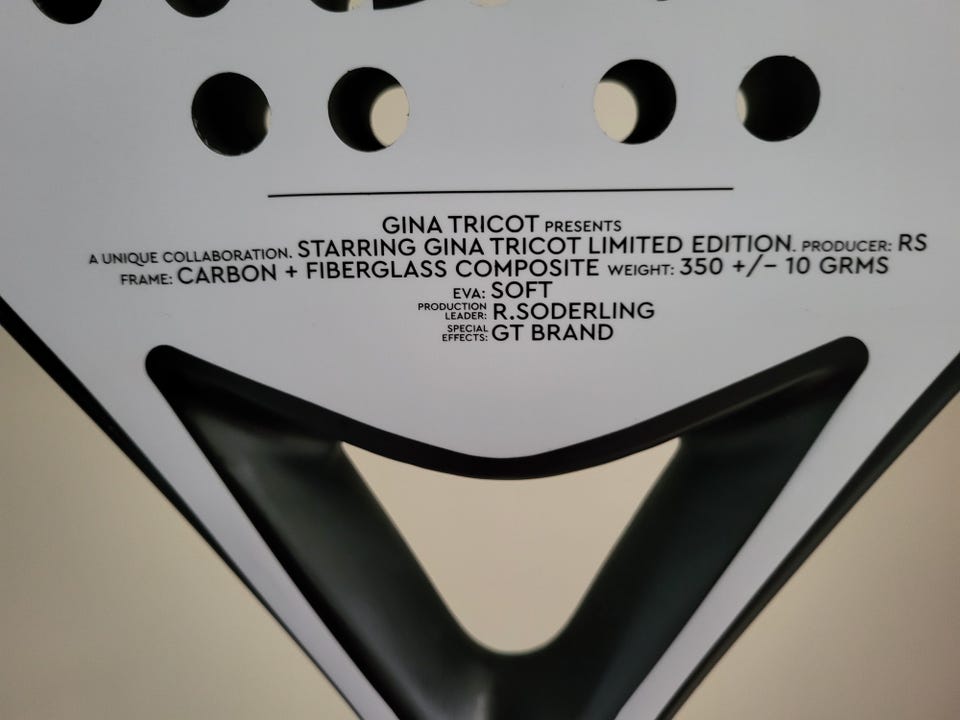 GINA TRICOT PRESENTS
A UNIQUE COLLABORATION. STARRING GINA TRICOT LIMITED EDITION. PRODUCER: RS
FRAME: CARBON + FIBERGLASS COMPOSITE WEIGHT: 350 +/- 10 GRMS
EVA: SOFT
PRODUCTION LEADER: R.SODERLING
SPECIAL EFFECTS: GT BRAND